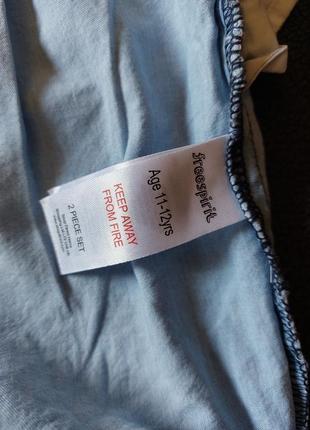 freespirit
Age 11-12yrs
KEEP AWAY
FROM FIRE
2 PIECE SET